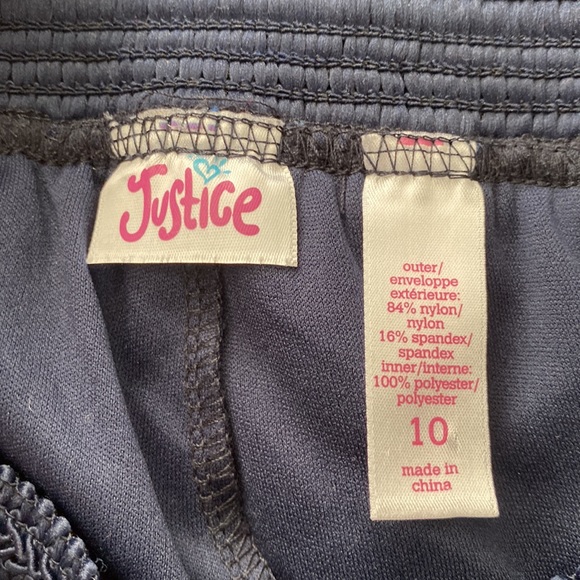 Justice
outer/
enveloppe
extérieure:
84% nylon/
nylon
16% spandex/
spandex
inner/interne:
100% polyester/
polyester
10
made in
china